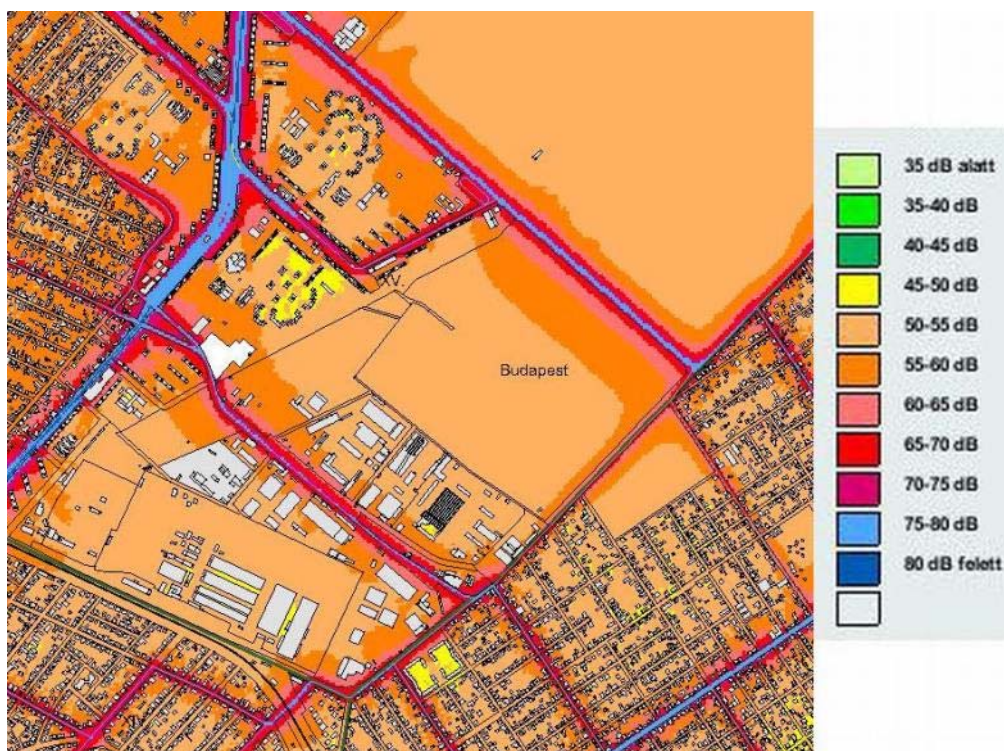 XV.
Budapest
35 dB alatt
35-40 dB
40-45 dB
45-50 dB
50-55 dB
55-60 dB
60-65 dB
65-70 dB
70-75 dB
75-80 dB
80 dB felett